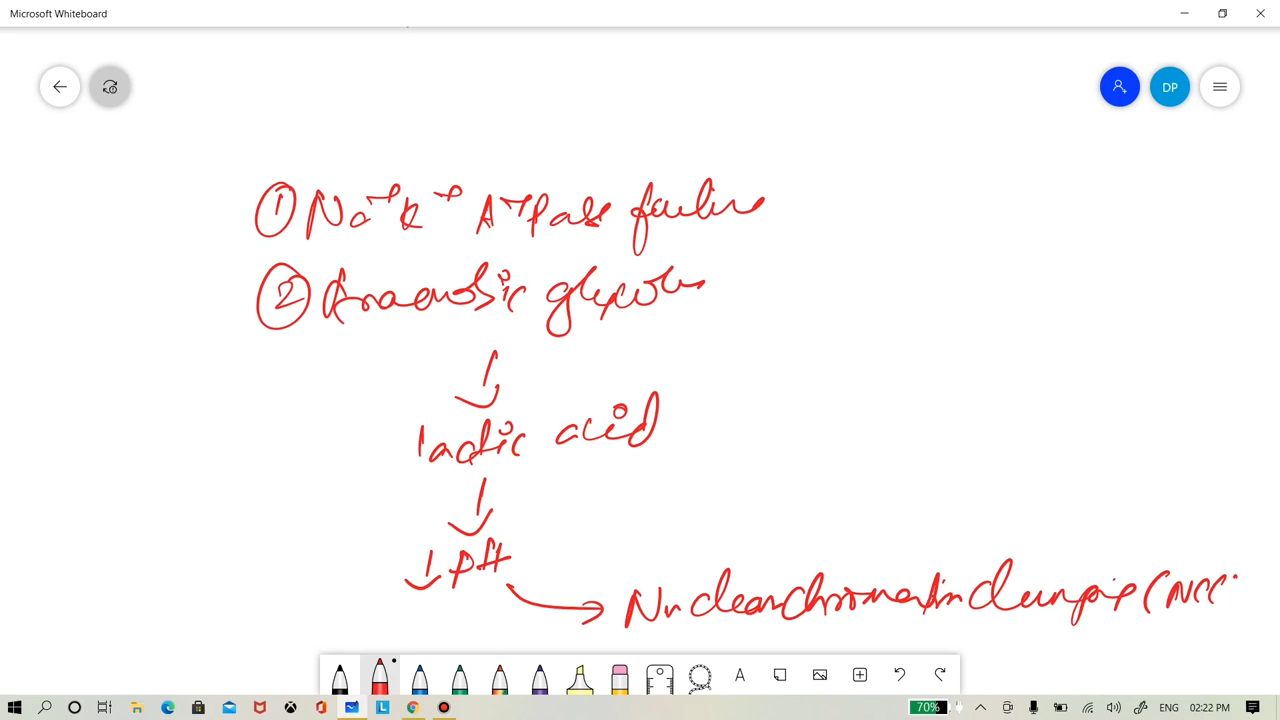 Microsoft Whiteboard
DP
① Na+ K+ ATPase failure
② Anaerobic glycolysis
lactic acid
↓ pH
Nuclear chromatin clumping (NCC
A
70%
ENG
02:22 PM